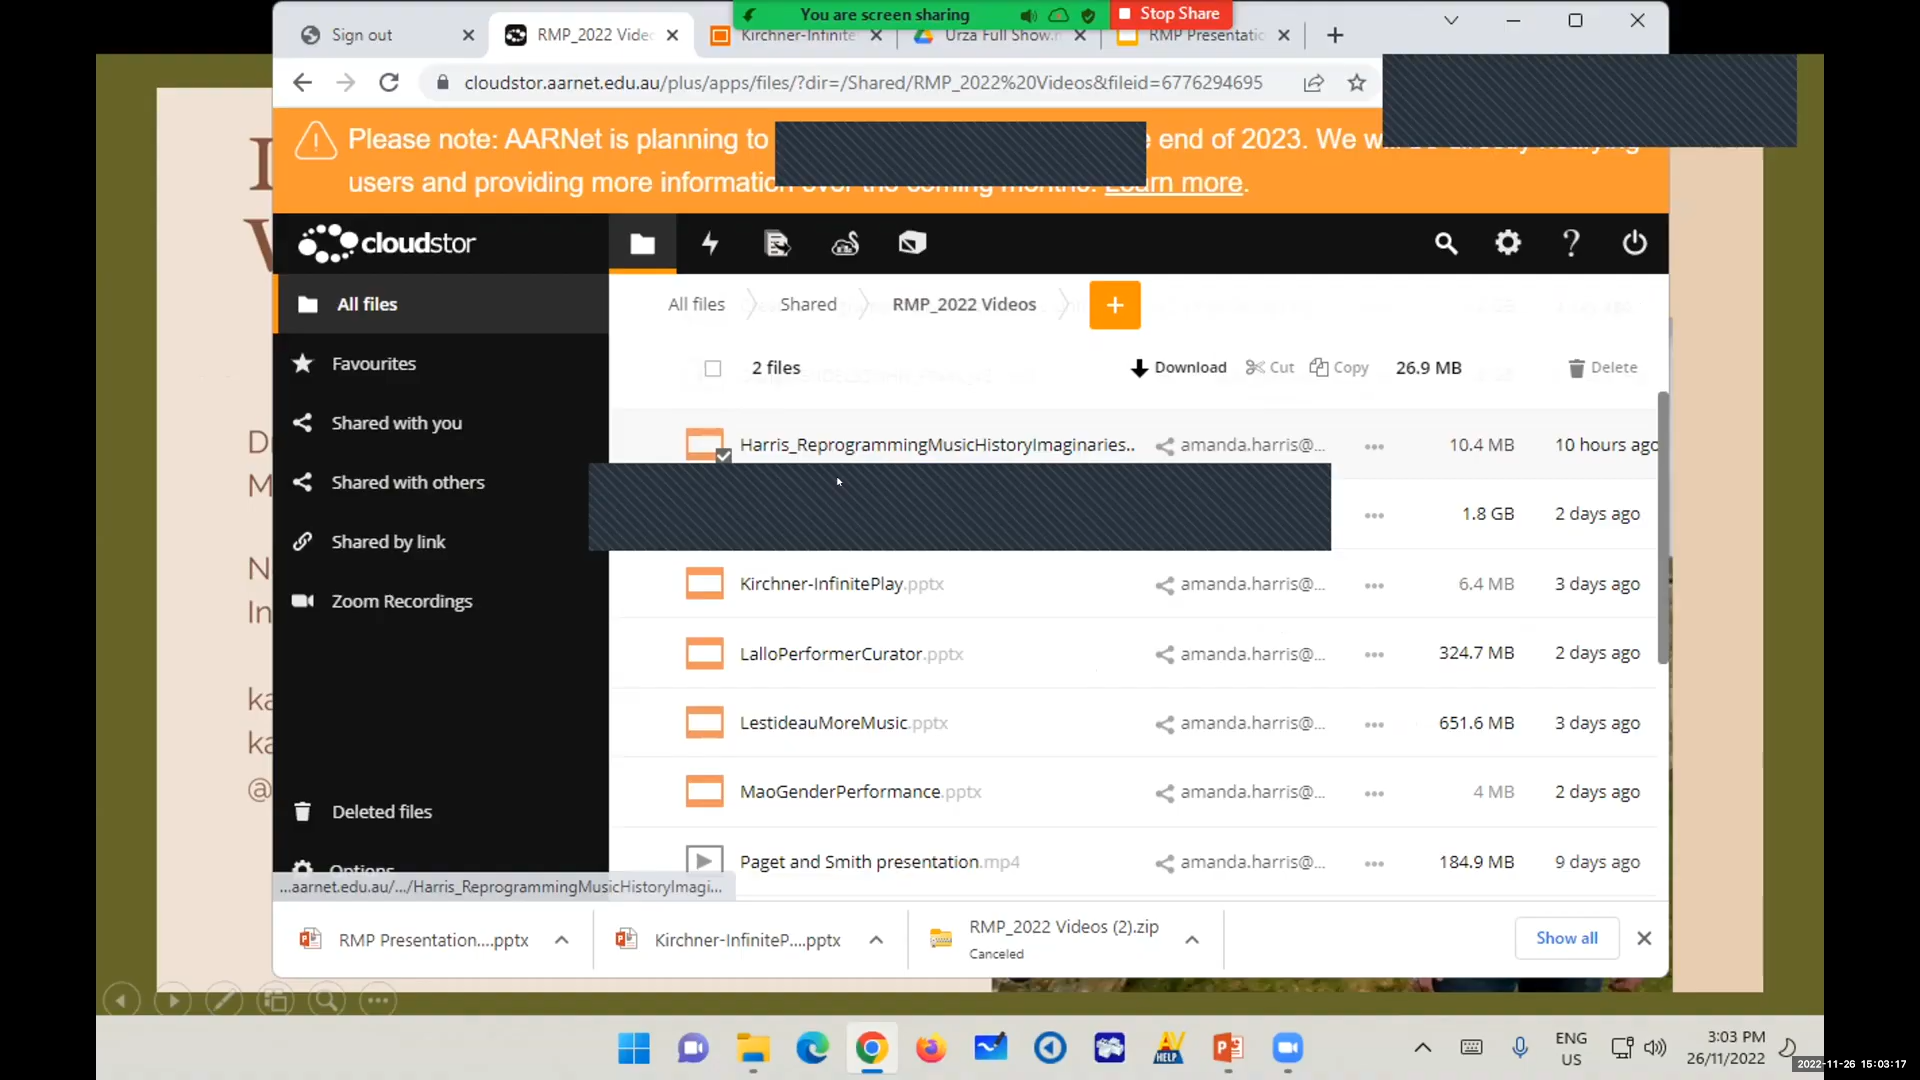 You are screen sharing
Stop Share
Sign out
RMP_2022 Vide
Kirchner-Infinite
Urza Full Show.
RMP Presentatic
cloudstor.aarnet.edu.au/plus/apps/files/?dir=/Shared/RMP_2022%20Videos&fileid=6776294695
Please note: AARNet is planning to end of 2023. We
users and providing more information Learn more.
cloudstor
All files
Favourites
Shared with you
Shared with others
Shared by link
Zoom Recordings
Deleted files
Options
All files
Shared
RMP_2022 Videos
+
2 files
Download
Cut
Copy
26.9 MB
Delete
Harris_ReprogrammingMusicHistoryImaginaries.. amanda.harris@... 10.4 MB 10 hours ago
1.8 GB 2 days ago
Kirchner-InfinitePlay.pptx amanda.harris@... 6.4 MB 3 days ago
LalloPerformerCurator.pptx amanda.harris@... 324.7 MB 2 days ago
LestideauMoreMusic.pptx amanda.harris@... 651.6 MB 3 days ago
MaoGenderPerformance.pptx amanda.harris@... 4 MB 2 days ago
Paget and Smith presentation.mp4 amanda.harris@... 184.9 MB 9 days ago
...aarnet.edu.au/.../Harris_ReprogrammingMusicHistoryImagi...
RMP Presentation....pptx
Kirchner-InfiniteP....pptx
RMP_2022 Videos (2).zip
Canceled
Show all
AV
HELP
ENG
US
3:03 PM
26/11/2022
2022-11-26 15:03:17